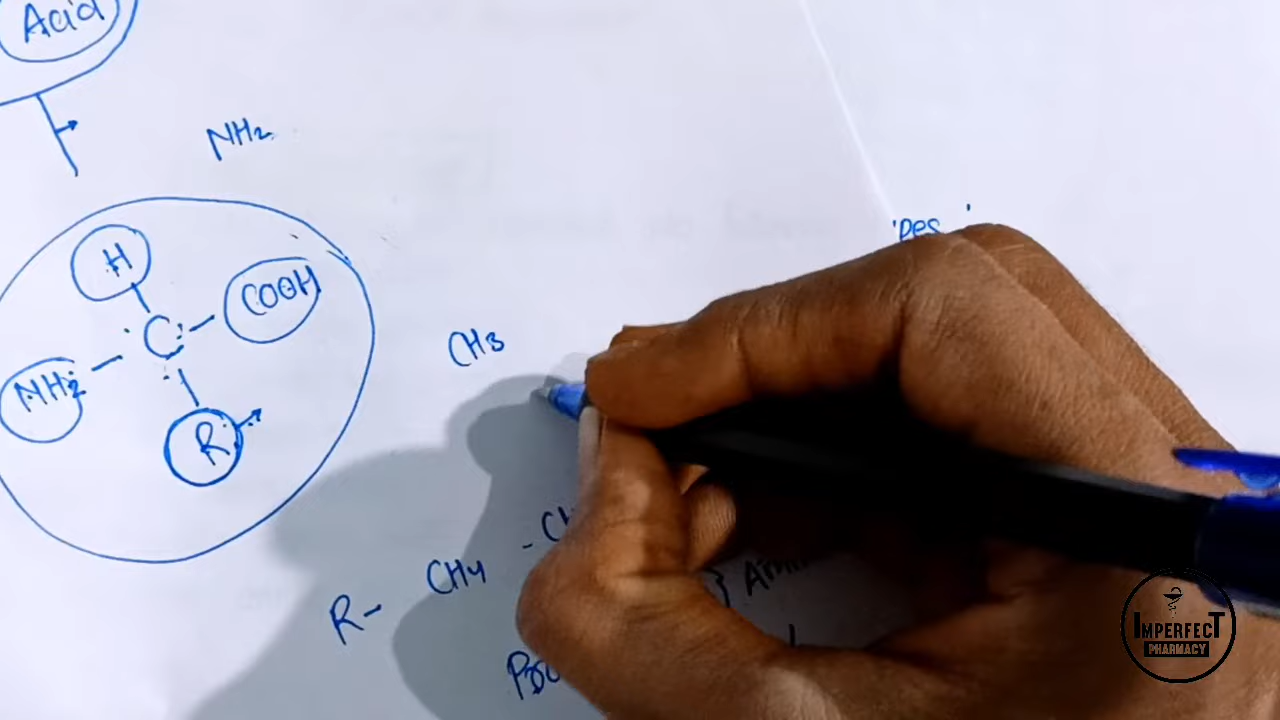 Acid
NH2
H
COOH
C
NH2
R
CH3
R- CH4 -
IMPERFECT
PHARMACY